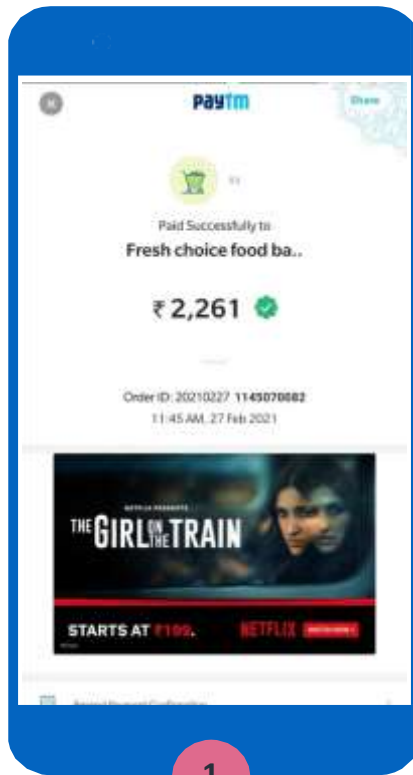 paytm
Share
Paid Successfully to
Fresh choice food ba..
₹ 2,261
Order ID: 20210227 1145070082
11:45 AM, 27 Feb 2021
NETFLIX PRESENTS
THE GIRL ON THE TRAIN
STARTS AT ₹199. NETFLIX
1